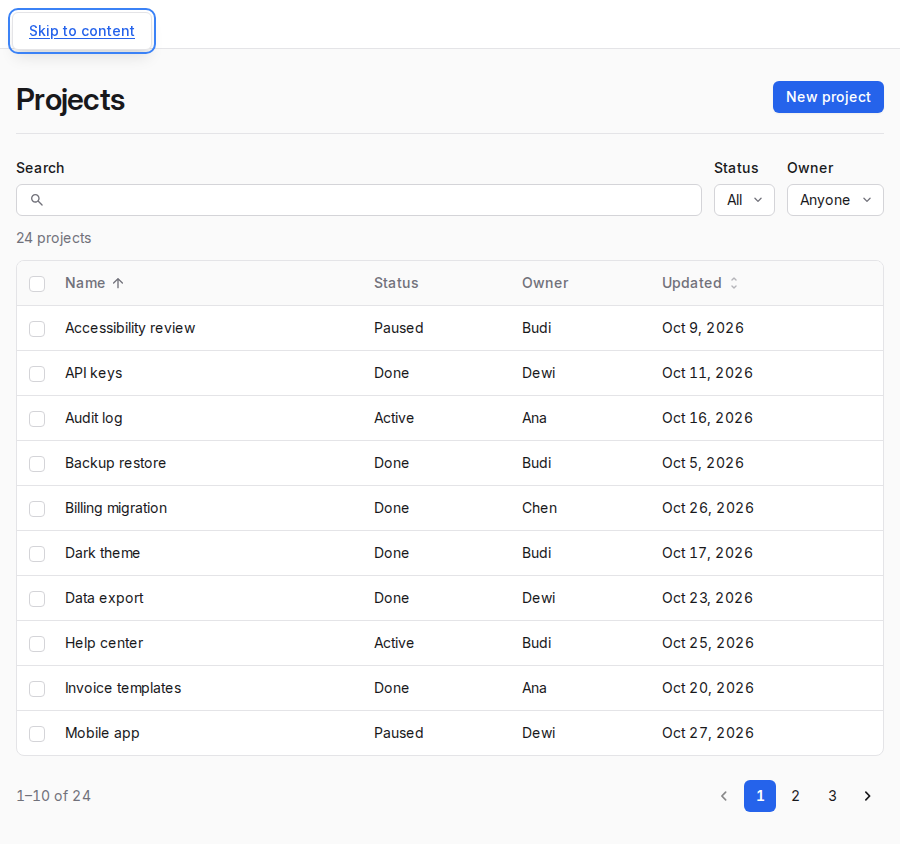 Skip to content
Projects
New project
Search
Status
Owner
All
Anyone
24 projects
Name Status Owner Updated
Accessibility review Paused Budi Oct 9, 2026
API keys Done Dewi Oct 11, 2026
Audit log Active Ana Oct 16, 2026
Backup restore Done Budi Oct 5, 2026
Billing migration Done Chen Oct 26, 2026
Dark theme Done Budi Oct 17, 2026
Data export Done Dewi Oct 23, 2026
Help center Active Budi Oct 25, 2026
Invoice templates Done Ana Oct 20, 2026
Mobile app Paused Dewi Oct 27, 2026
1–10 of 24
1 2 3